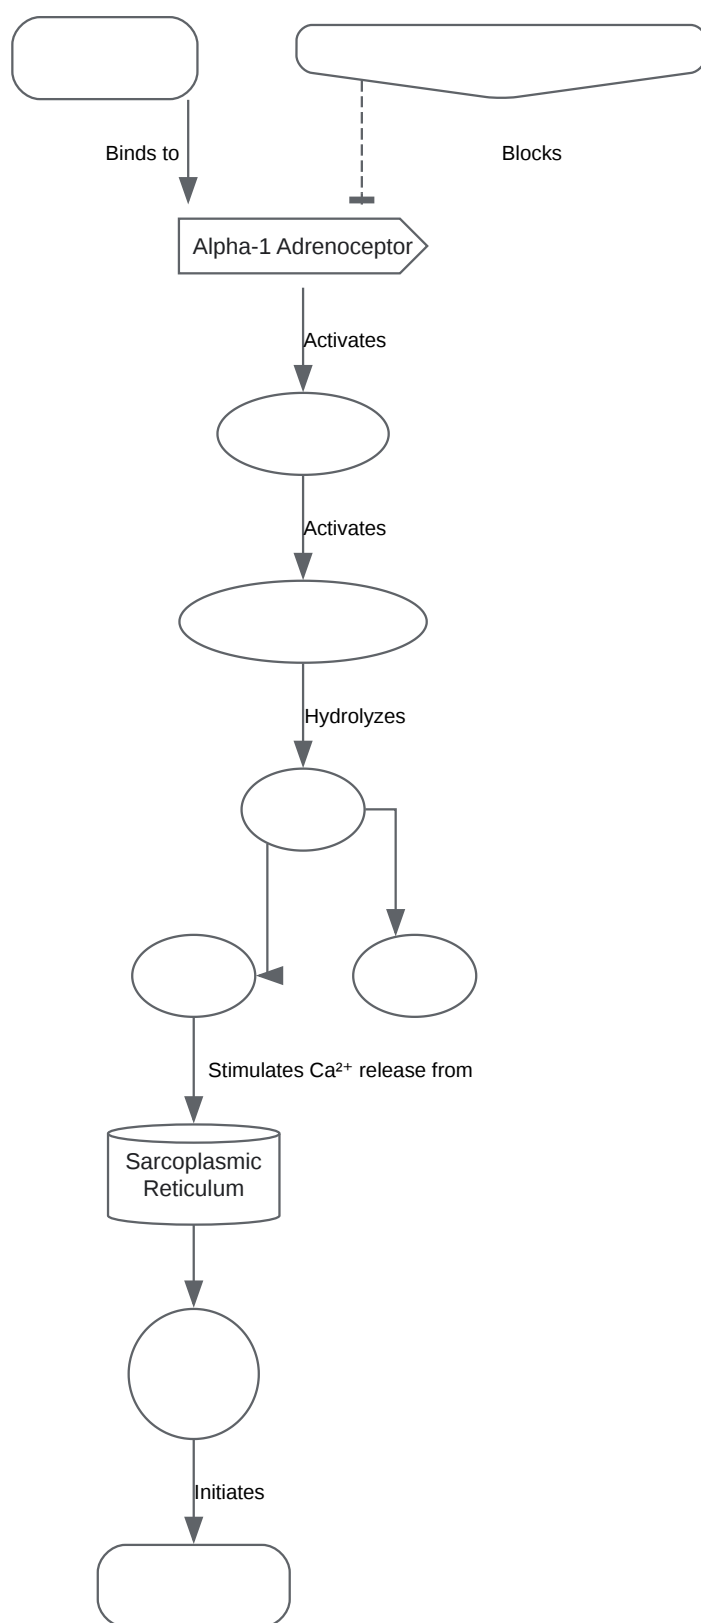 Binds to
Blocks
Alpha-1 Adrenoceptor
Activates
Activates
Hydrolyzes
Stimulates Ca²⁺ release from
Sarcoplasmic
Reticulum
Initiates